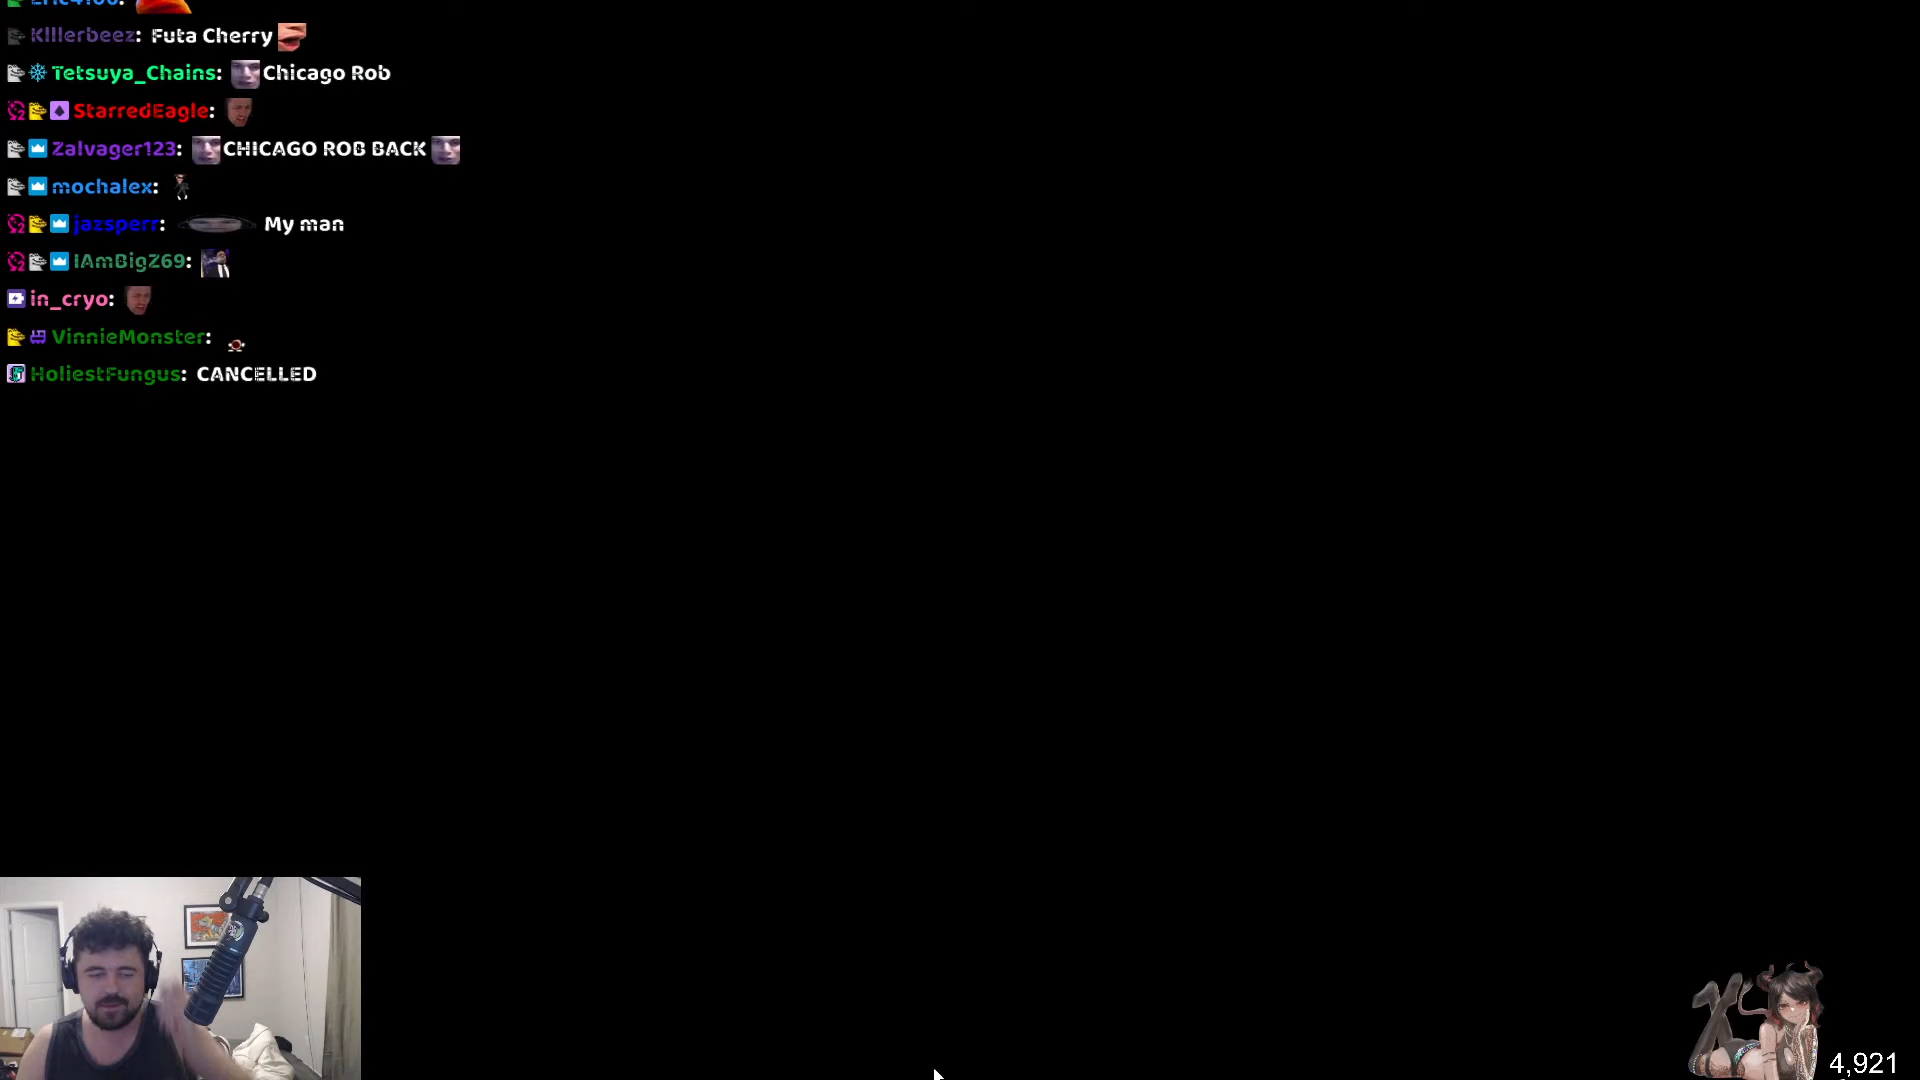 Killerbeez: Futa Cherry
Tetsuya_Chains: Chicago Rob
StarredEagle:
Zalvager123: CHICAGO ROB BACK
mochalex:
jazsperr: My man
IAmBigZ69:
in_cryo:
VinnieMonster:
HoliestFungus: CANCELLED
4,921